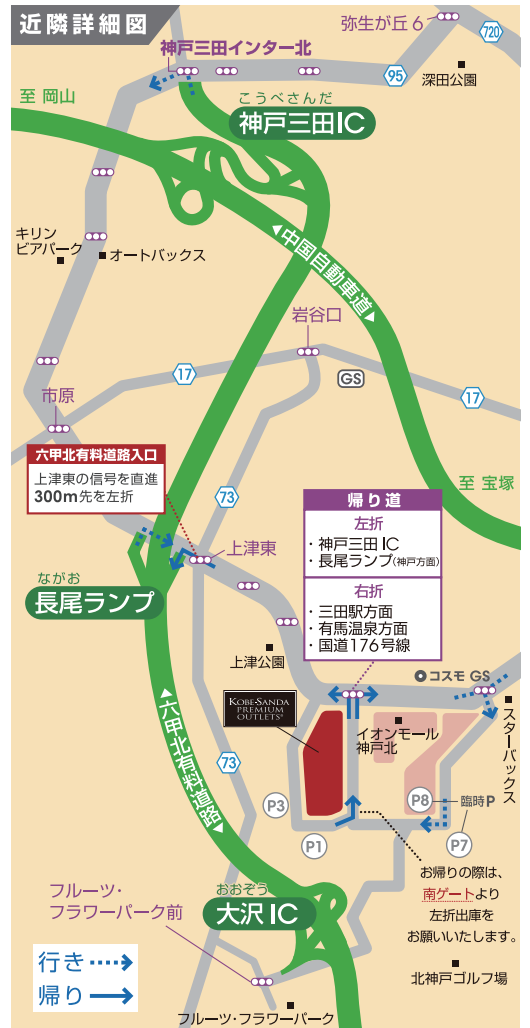 近隣詳細図
弥生が丘6
720
神戸三田インター北
95
深田公園
至 岡山
こうべさんだ
神戸三田IC
キリン
ビアパーク
オートバックス
◀中国自動車道▶
岩谷口
GS
17
17
市原
六甲北有料道路入口
上津東の信号を直進
300m先を左折
73
至 宝塚
帰り道
左折
・神戸三田IC
・長尾ランプ(神戸方面)
右折
・三田駅方面
・有馬温泉方面
・国道176号線
上津東
ながお
長尾ランプ
上津公園
コスモGS
KOBE-SANDA
PREMIUM
OUTLETS®
イオンモール
神戸北
スターバックス
◀六甲北有料道路▶
73
P3
P1
P8
臨時P
P7
お帰りの際は、
南ゲートより
左折出庫を
お願いいたします。
フルーツ・
フラワーパーク前
おおぞう
大沢IC
北神戸ゴルフ場
行き
帰り
フルーツ・フラワーパーク